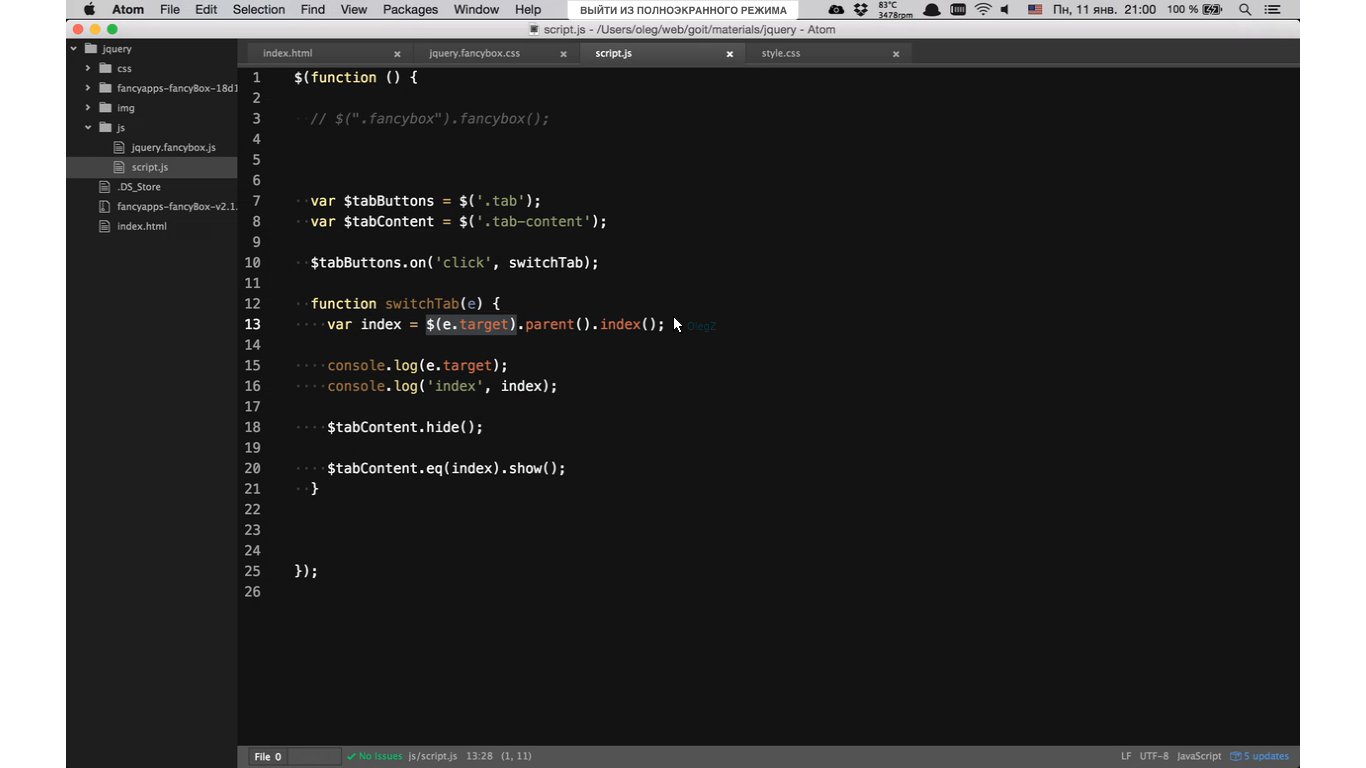 Atom File Edit Selection Find View Packages Window Help ВЫЙТИ ИЗ ПОЛНОЭКРАННОГО РЕЖИМА 83°C 3478rpm Пн, 11 янв. 21:00 100 %
script.js - /Users/oleg/web/goit/materials/jquery - Atom
jquery
css
fancyapps-fancyBox-18d1
img
js
jquery.fancybox.js
script.js
.DS_Store
fancyapps-fancyBox-v2.1.
index.html
index.html jquery.fancybox.css script.js style.css
1 $(function () {
2
3 // $(".fancybox").fancybox();
4
5
6
7 var $tabButtons = $('.tab');
8 var $tabContent = $('.tab-content');
9
10 $tabButtons.on('click', switchTab);
11
12 function switchTab(e) {
13 var index = $(e.target).parent().index(); OlegZ
14
15 console.log(e.target);
16 console.log('index', index);
17
18 $tabContent.hide();
19
20 $tabContent.eq(index).show();
21 }
22
23
24
25 });
26
File 0 No Issues js/script.js 13:28 (1, 11) LF UTF-8 JavaScript 5 updates